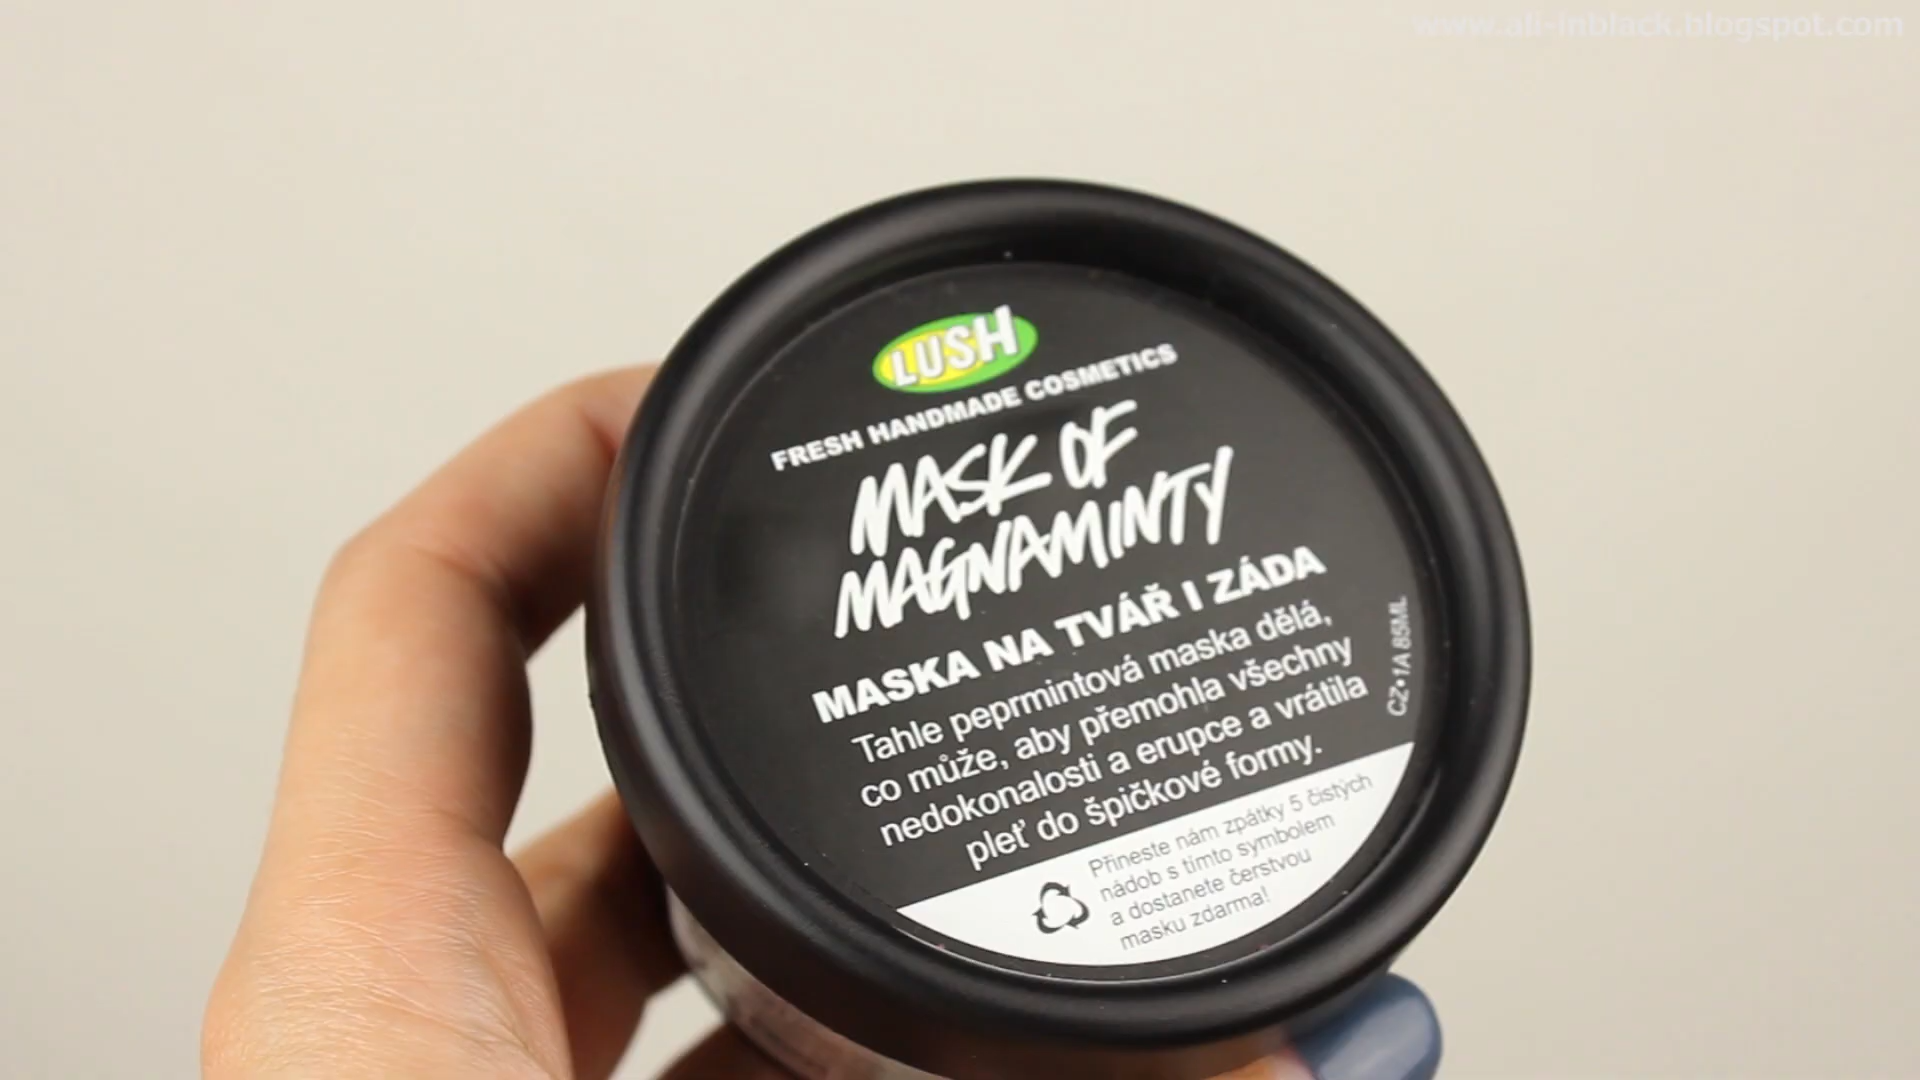 www.ali-inblack.blogspot.com
LUSH
FRESH HANDMADE COSMETICS
MASK OF
MAGNAMINTY
MASKA NA TVÁŘ I ZÁDA
Tahle peprmintová maska dělá,
co může, aby přemohla všechny
nedokonalosti a erupce a vrátila
pleť do špičkové formy.
CZ•1A 85ML
Přineste nám zpátky 5 čistých
nádob s tímto symbolem
a dostanete čerstvou
masku zdarma!